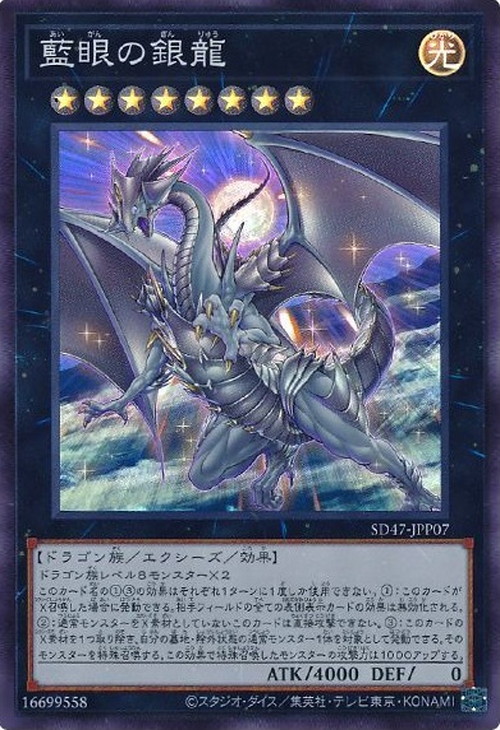 藍眼の銀龍
光
SD47-JPP07
【ドラゴン族／エクシーズ／効果】
ドラゴン族レベル8モンスター×2
このカード名の①③の効果はそれぞれ1ターンに1度しか使用できない。①：このカードが
X召喚した場合に発動できる。相手フィールドの全ての表側表示カードの効果は無効化される。
②：通常モンスターをX素材としていないこのカードは直接攻撃できない。③：このカードの
X素材を1つ取り除き、自分の墓地・除外状態の通常モンスター1体を対象として発動できる。その
モンスターを特殊召喚する。この効果で特殊召喚したモンスターの攻撃力は1000アップする。
ATK/4000 DEF/ 0
16699558
©スタジオ・ダイス／集英社・テレビ東京・KONAMI